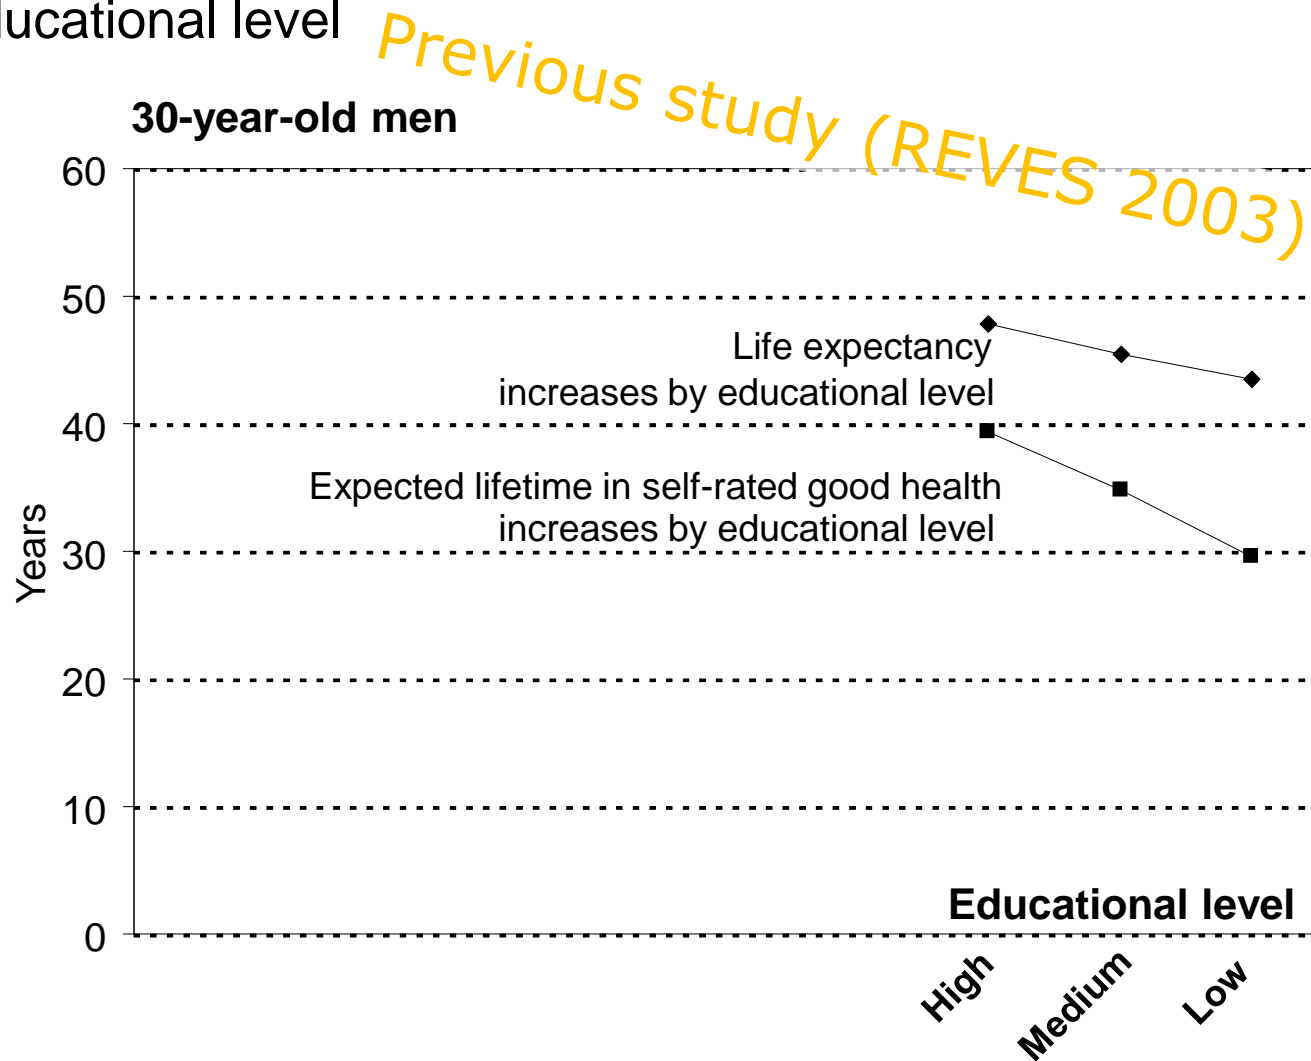 ducational level
Previous study (REVES 2003)
30-year-old men
60
50
40
30
20
10
0
Years
Life expectancy
increases by educational level
Expected lifetime in self-rated good health
increases by educational level
Educational level
High
Medium
Low